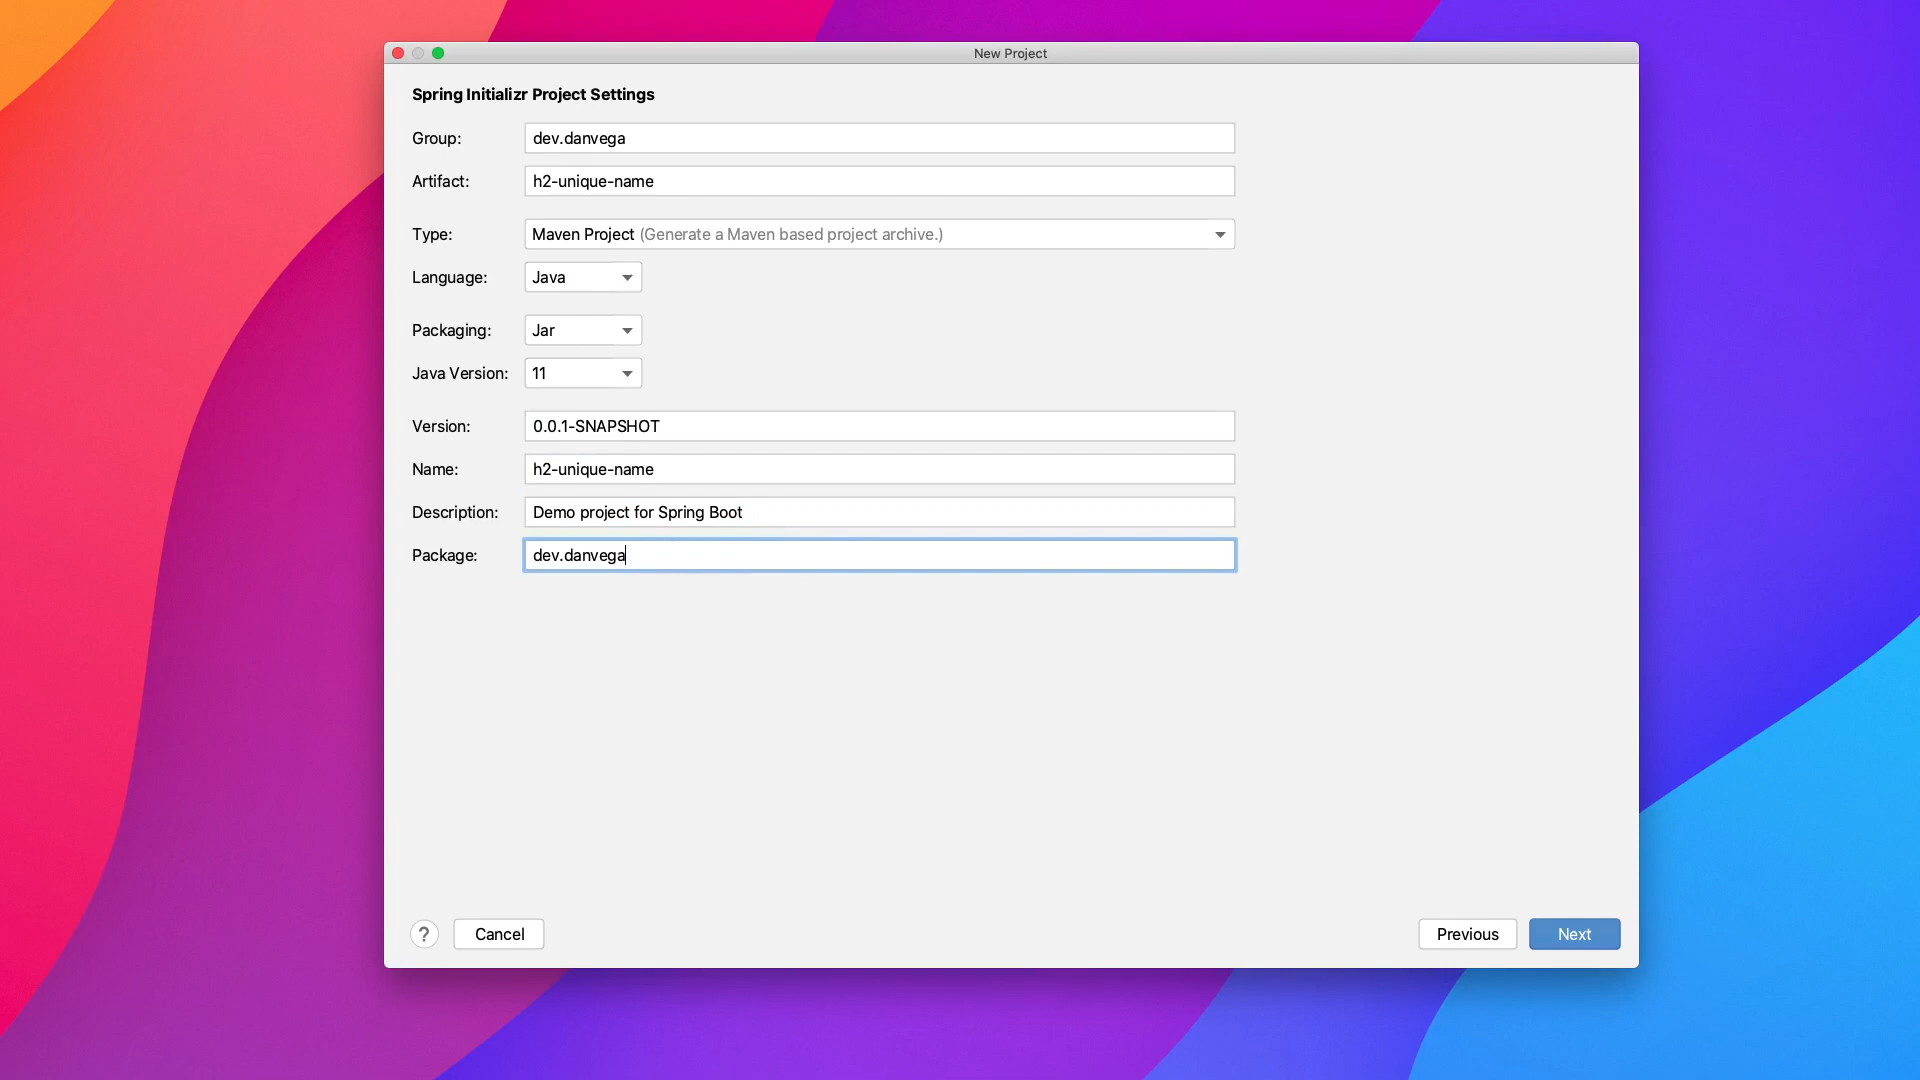 New Project
Spring Initializr Project Settings
Group: dev.danvega
Artifact: h2-unique-name
Type: Maven Project (Generate a Maven based project archive.)
Language: Java
Packaging: Jar
Java Version: 11
Version: 0.0.1-SNAPSHOT
Name: h2-unique-name
Description: Demo project for Spring Boot
Package: dev.danvega
? Cancel Previous Next